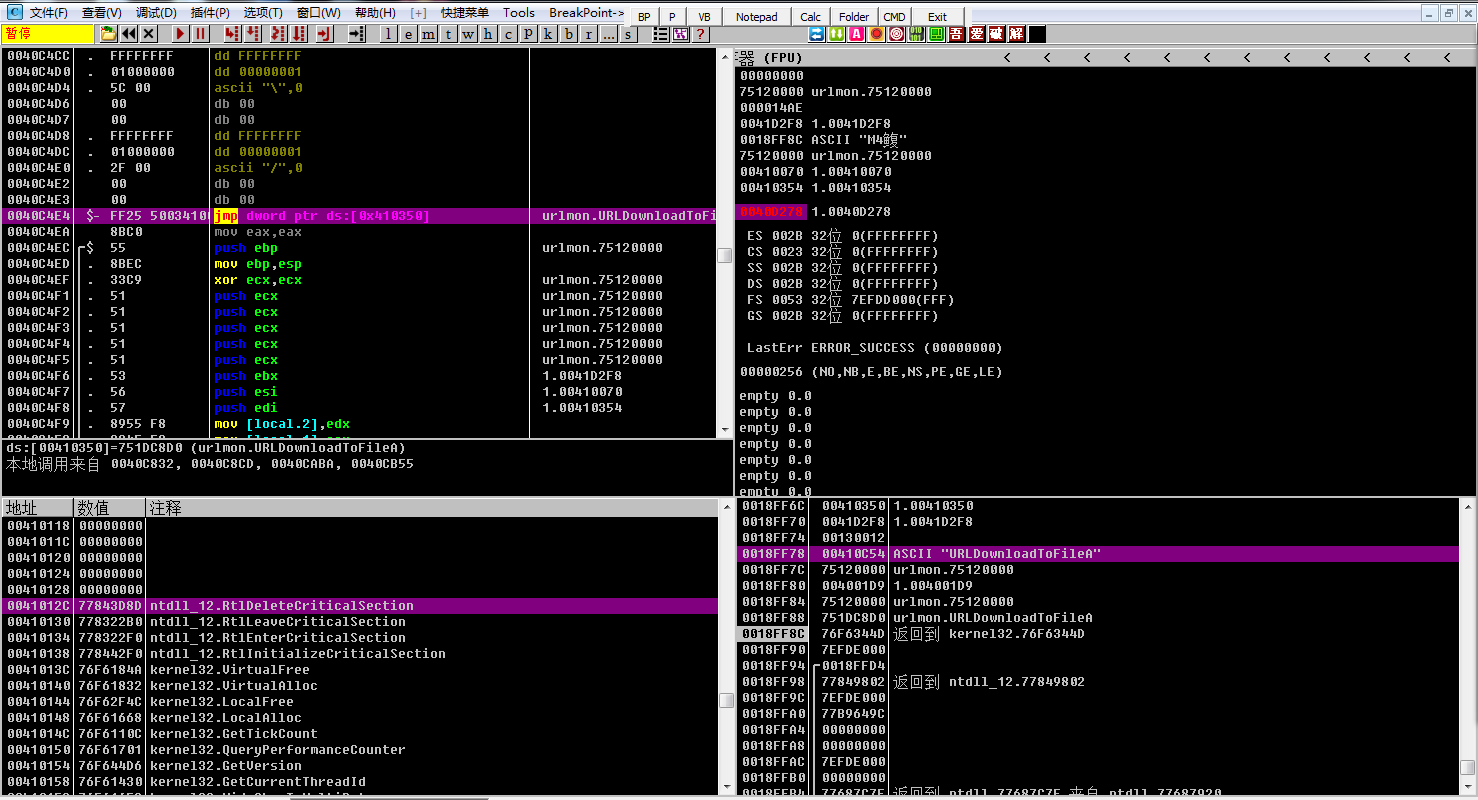 文件(F) 查看(V) 调试(D) 插件(P) 选项(T) 窗口(W) 帮助(H) [+] 快捷菜单 Tools BreakPoint-> BP P VB Notepad Calc Folder CMD Exit
暂停 l e m t w h c p k b r ... s ? 吾 爱 破 解
0040C4CC . FFFFFFFF dd FFFFFFFF
0040C4D0 . 01000000 dd 00000001
0040C4D4 . 5C 00 ascii "\",0
0040C4D6 00 db 00
0040C4D7 00 db 00
0040C4D8 . FFFFFFFF dd FFFFFFFF
0040C4DC . 01000000 dd 00000001
0040C4E0 . 2F 00 ascii "/",0
0040C4E2 00 db 00
0040C4E3 00 db 00
0040C4E4 $- FF25 50034100 jmp dword ptr ds:[0x410350] urlmon.URLDownloadToFi
0040C4EA 8BC0 mov eax,eax
0040C4EC $ 55 push ebp urlmon.75120000
0040C4ED . 8BEC mov ebp,esp
0040C4EF . 33C9 xor ecx,ecx urlmon.75120000
0040C4F1 . 51 push ecx urlmon.75120000
0040C4F2 . 51 push ecx urlmon.75120000
0040C4F3 . 51 push ecx urlmon.75120000
0040C4F4 . 51 push ecx urlmon.75120000
0040C4F5 . 51 push ecx urlmon.75120000
0040C4F6 . 53 push ebx 1.0041D2F8
0040C4F7 . 56 push esi 1.00410070
0040C4F8 . 57 push edi 1.00410354
0040C4F9 . 8955 F8 mov [local.2],edx
ds:[00410350]=751DC8D0 (urlmon.URLDownloadToFileA)
本地调用来自 0040C832, 0040C8CD, 0040CABA, 0040CB55
器 (FPU) < < < < < < < < < < < <
00000000
75120000 urlmon.75120000
000014AE
0041D2F8 1.0041D2F8
0018FF8C ASCII "M4鰒"
75120000 urlmon.75120000
00410070 1.00410070
00410354 1.00410354
0040D278 1.0040D278
ES 002B 32位 0(FFFFFFFF)
CS 0023 32位 0(FFFFFFFF)
SS 002B 32位 0(FFFFFFFF)
DS 002B 32位 0(FFFFFFFF)
FS 0053 32位 7EFDD000(FFF)
GS 002B 32位 0(FFFFFFFF)
LastErr ERROR_SUCCESS (00000000)
00000256 (NO,NB,E,BE,NS,PE,GE,LE)
empty 0.0
empty 0.0
empty 0.0
empty 0.0
empty 0.0
empty 0.0
empty 0.0
地址 数值 注释
00410118 00000000
0041011C 00000000
00410120 00000000
00410124 00000000
00410128 00000000
0041012C 77843D8D ntdll_12.RtlDeleteCriticalSection
00410130 778322B0 ntdll_12.RtlLeaveCriticalSection
00410134 778322F0 ntdll_12.RtlEnterCriticalSection
00410138 778442F0 ntdll_12.RtlInitializeCriticalSection
0041013C 76F6184A kernel32.VirtualFree
00410140 76F61832 kernel32.VirtualAlloc
00410144 76F62F4C kernel32.LocalFree
00410148 76F61668 kernel32.LocalAlloc
0041014C 76F6110C kernel32.GetTickCount
00410150 76F61701 kernel32.QueryPerformanceCounter
00410154 76F644D6 kernel32.GetVersion
00410158 76F61430 kernel32.GetCurrentThreadId
0018FF6C 00410350 1.00410350
0018FF70 0041D2F8 1.0041D2F8
0018FF74 00130012
0018FF78 00410C54 ASCII "URLDownloadToFileA"
0018FF7C 75120000 urlmon.75120000
0018FF80 004001D9 1.004001D9
0018FF84 75120000 urlmon.75120000
0018FF88 751DC8D0 urlmon.URLDownloadToFileA
0018FF8C 76F6344D 返回到 kernel32.76F6344D
0018FF90 7EFDE000
0018FF94 0018FFD4
0018FF98 77849802 返回到 ntdll_12.77849802
0018FF9C 7EFDE000
0018FFA0 77B9649C
0018FFA4 00000000
0018FFA8 00000000
0018FFAC 7EFDE000
0018FFB0 00000000
0018FFB4 77687C7E 返回到 ntdll.77687C7E 来自 ntdll.77687920